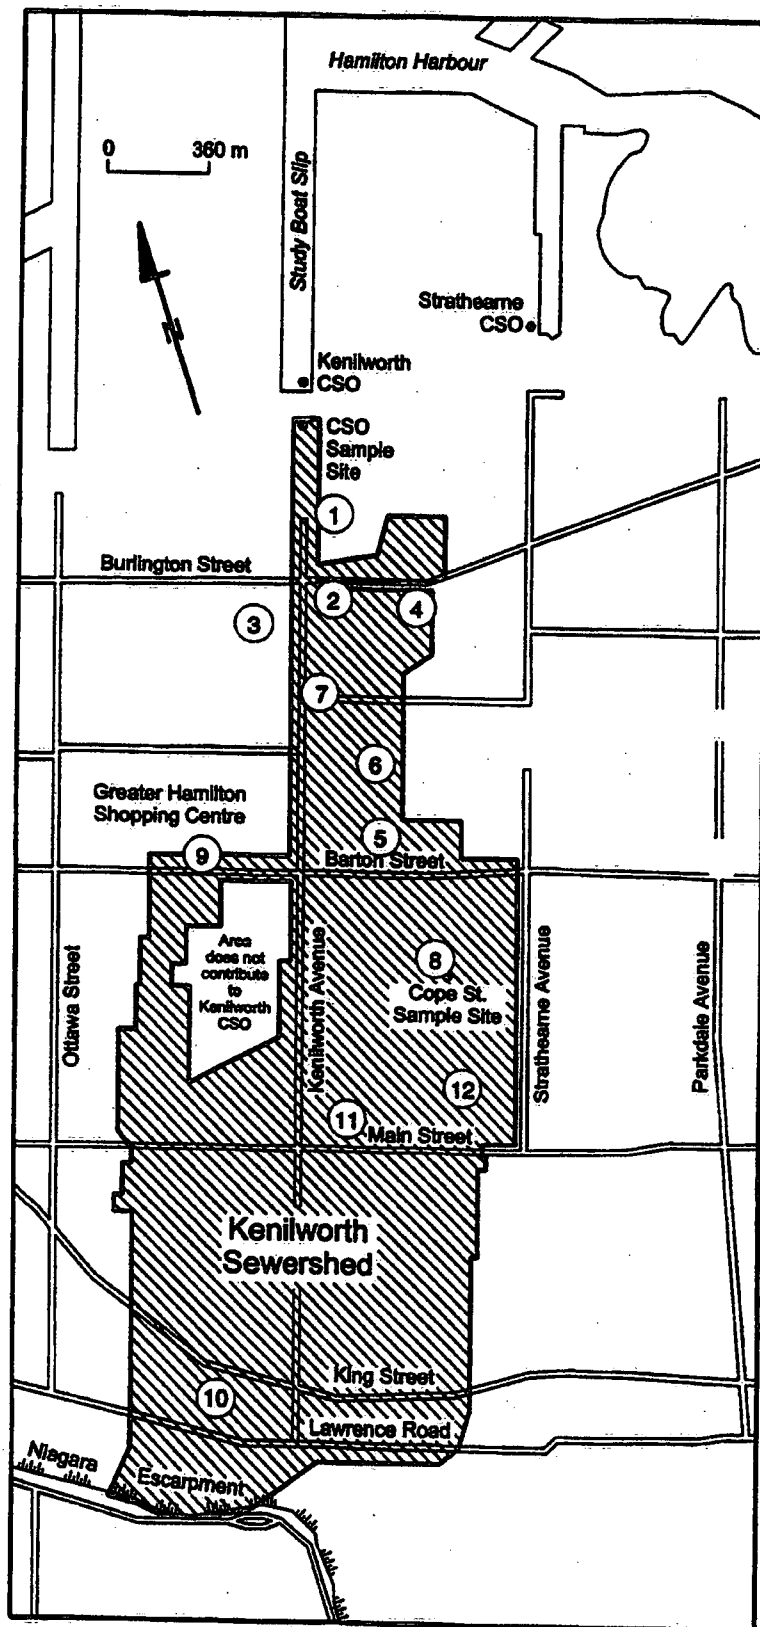 Hamilton Harbour
0 360 m
Study Boat Slip
N
Strathearne
CSO
Kenilworth
CSO
CSO
Sample
Site
1
Burlington Street
2
4
3
7
6
Greater Hamilton
Shopping Centre
5
9
Barton Street
Area
does not
contribute
to
Kenilworth
CSO
Kenilworth Avenue
8
Cope St.
Sample Site
Ottawa Street
Strathearne Avenue
Parkdale Avenue
12
11
Main Street
Kenilworth
Sewershed
King Street
10
Lawrence Road
Niagara
Escarpment